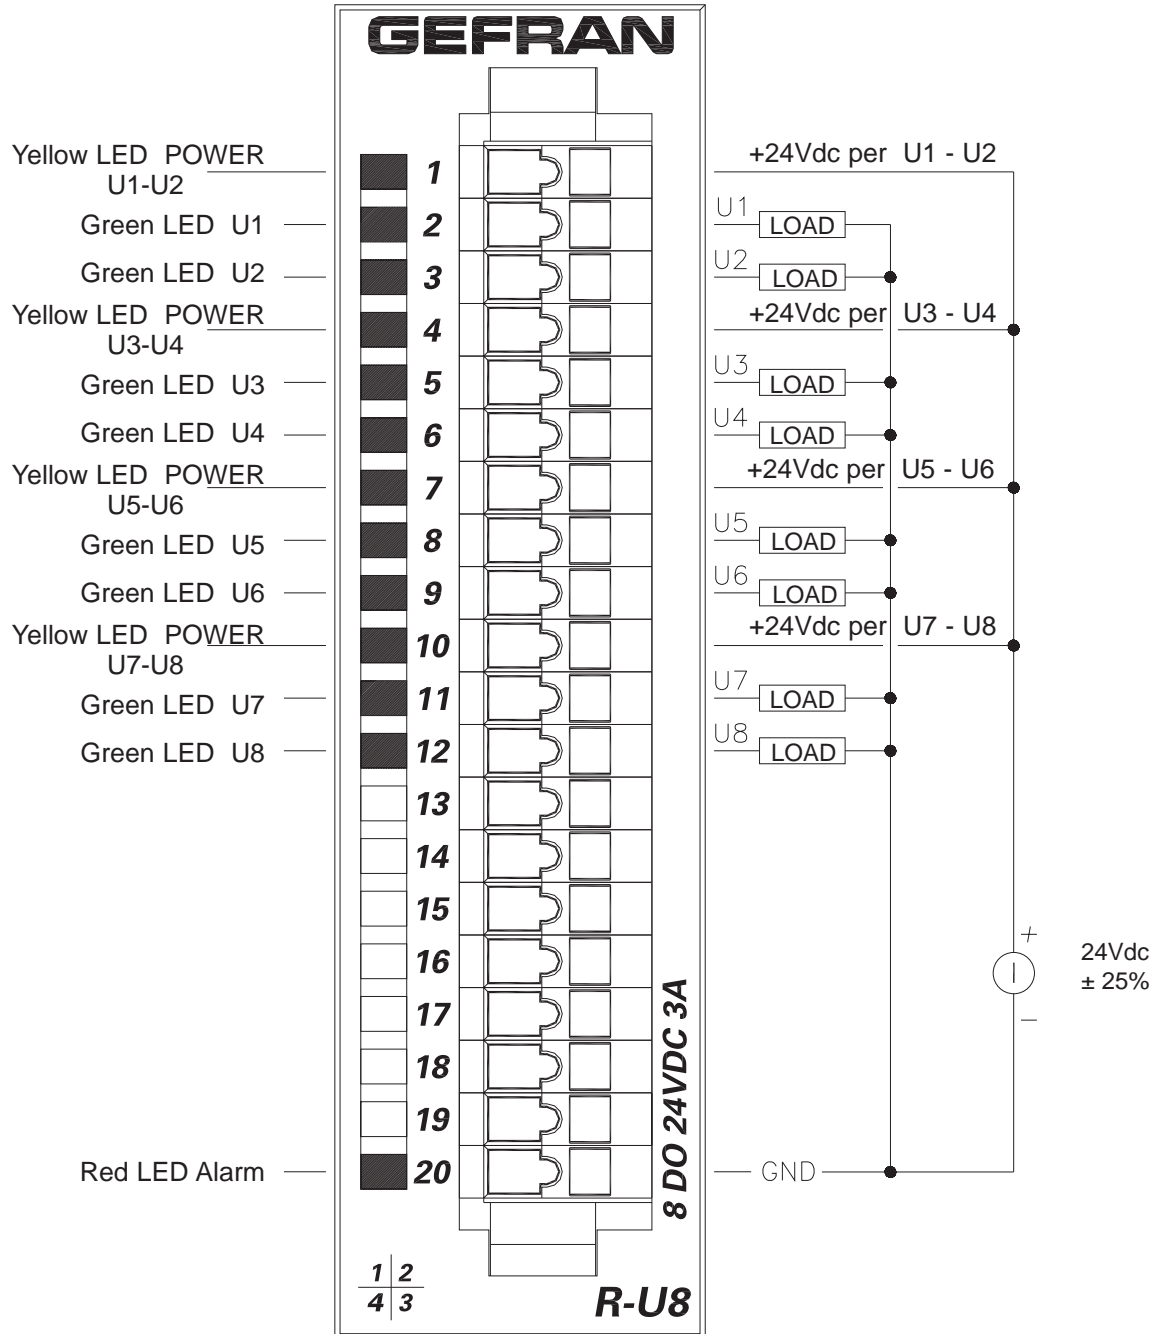 GEFRAN
Yellow LED POWER
U1-U2
1
+24Vdc per U1 - U2
Green LED U1
2
U1
LOAD
Green LED U2
3
U2
LOAD
Yellow LED POWER
U3-U4
4
+24Vdc per U3 - U4
Green LED U3
5
U3
LOAD
Green LED U4
6
U4
LOAD
Yellow LED POWER
U5-U6
7
+24Vdc per U5 - U6
Green LED U5
8
U5
LOAD
Green LED U6
9
U6
LOAD
Yellow LED POWER
U7-U8
10
+24Vdc per U7 - U8
Green LED U7
11
U7
LOAD
Green LED U8
12
U8
LOAD
13
14
15
16
+
24Vdc
± 25%
−
17
18
19
8 DO 24VDC 3A
Red LED Alarm
20
GND
1 2
4 3
R-U8